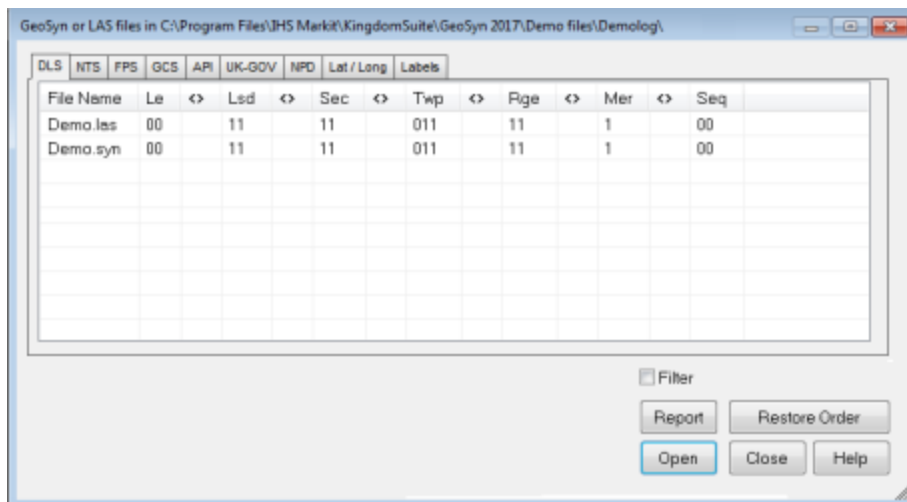 GeoSyn or LAS files in C:\Program Files\IHS Markit\KingdomSuite\GeoSyn 2017\Demo files\Demolog\
DLS NTS FPS GCS API UK-GOV NPD Lat / Long Labels
File Name Le <> Lsd <> Sec <> Twp <> Rge <> Mer <> Seq
Demo.las 00 11 11 011 11 1 00
Demo.syn 00 11 11 011 11 1 00
Filter
Report Restore Order
Open Close Help